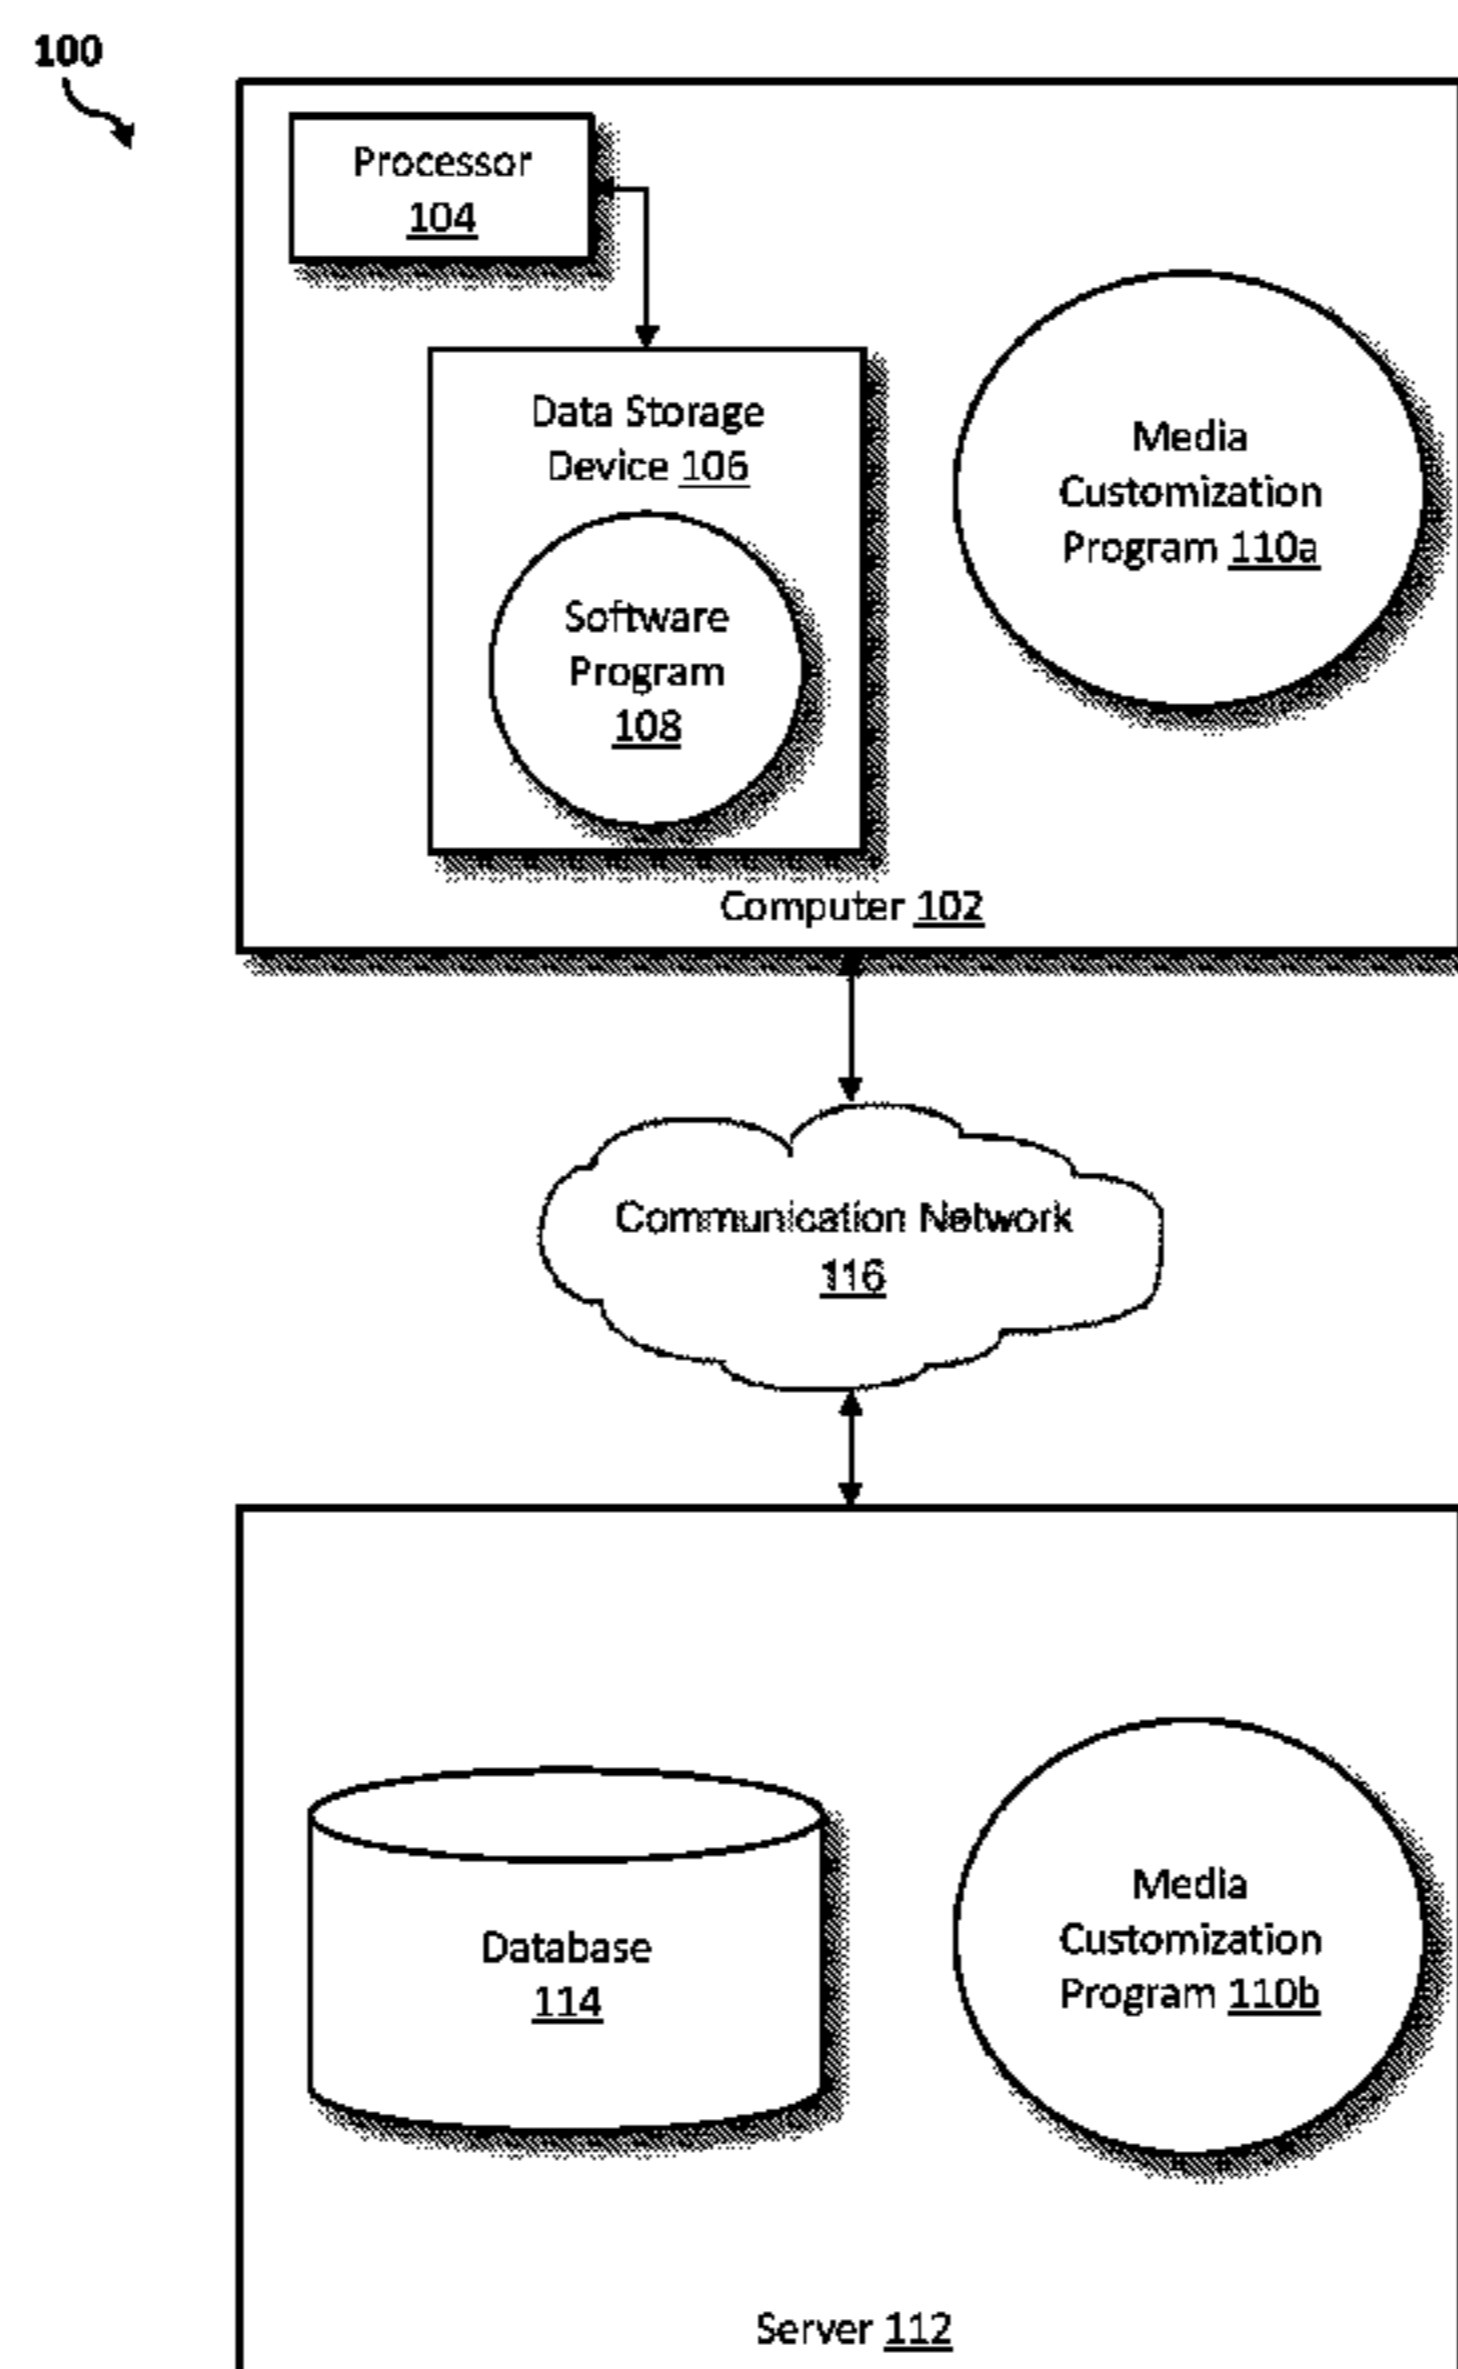 100
Processor
104
Data Storage
Device 106
Software
Program
108
Media
Customization
Program 110a
Computer 102
Communication Network
116
Database
114
Media
Customization
Program 110b
Server 112